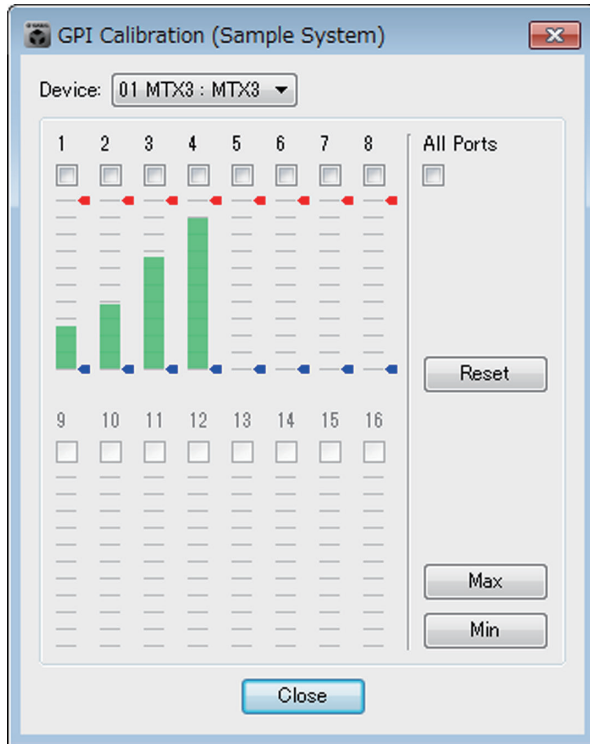 GPI Calibration (Sample System)
Device: 01 MTX3 : MTX3
1 2 3 4 5 6 7 8 All Ports
Reset
9 10 11 12 13 14 15 16
Max
Min
Close